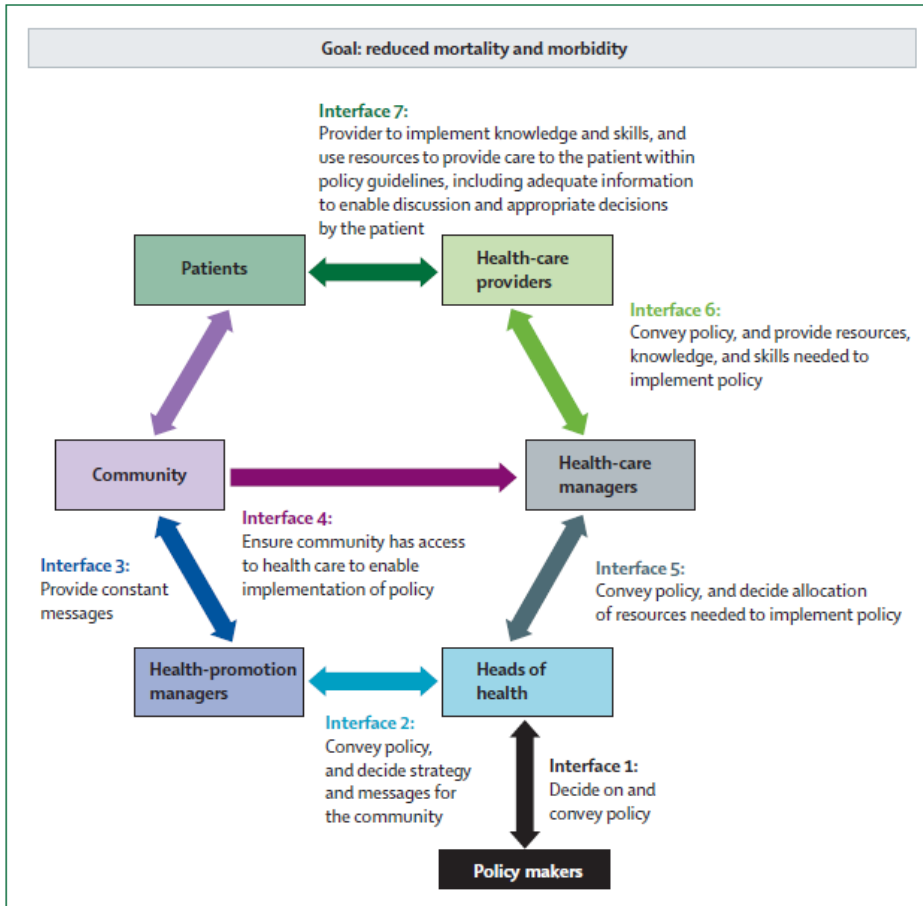 Goal: reduced mortality and morbidity
Interface 7:
Provider to implement knowledge and skills, and
use resources to provide care to the patient within
policy guidelines, including adequate information
to enable discussion and appropriate decisions
by the patient
Patients
Health-care
providers
Interface 6:
Convey policy, and provide resources,
knowledge, and skills needed to
implement policy
Community
Health-care
managers
Interface 4:
Ensure community has access
to health care to enable
implementation of policy
Interface 3:
Provide constant
messages
Interface 5:
Convey policy, and decide allocation
of resources needed to implement policy
Health-promotion
managers
Heads of
health
Interface 2:
Convey policy,
and decide strategy
and messages for
the community
Interface 1:
Decide on and
convey policy
Policy makers